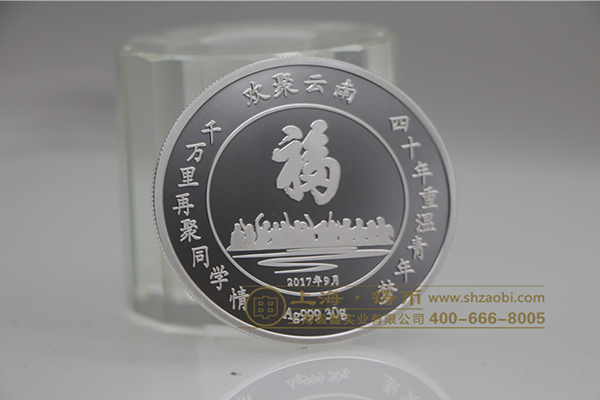 欢聚云南
千万里再聚同学情
四十年重温青年梦
福
2017年9月
Ag999 30g
上海·造币
www.shzaobi.com
400-666-8005